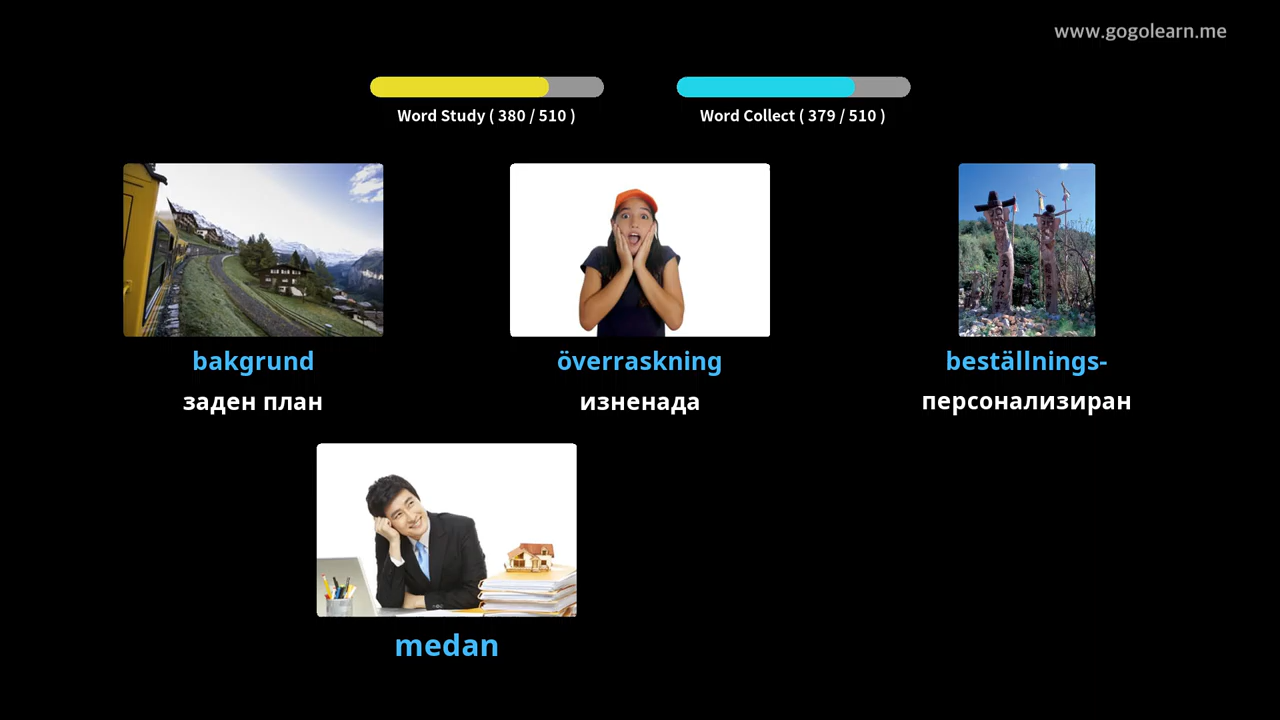 www.gogolearn.me
Word Study ( 380 / 510 )
Word Collect ( 379 / 510 )
bakgrund
överraskning
beställnings-
заден план
изненада
персонализиран
medan